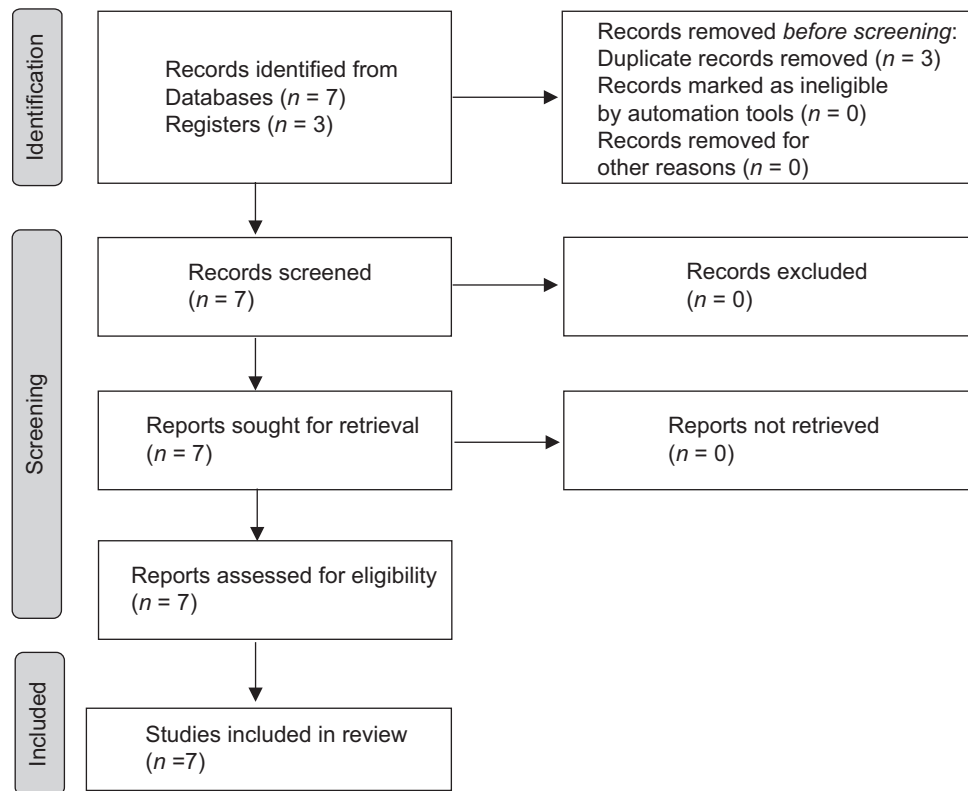 Identification
Records identified from
Databases (n = 7)
Registers (n = 3)
Records removed before screening:
Duplicate records removed (n = 3)
Records marked as ineligible
by automation tools (n = 0)
Records removed for
other reasons (n = 0)
Screening
Records screened
(n = 7)
Records excluded
(n = 0)
Reports sought for retrieval
(n = 7)
Reports not retrieved
(n = 0)
Reports assessed for eligibility
(n = 7)
Included
Studies included in review
(n =7)